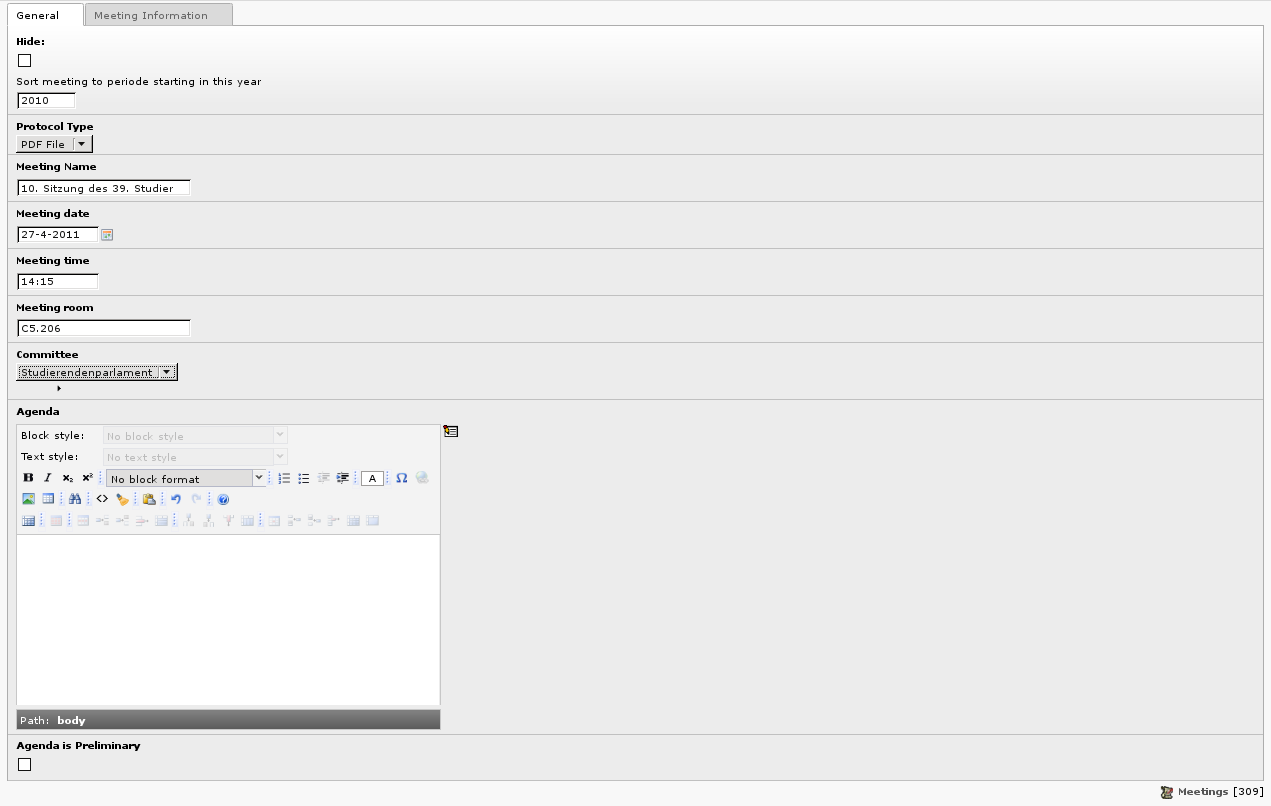 General Meeting Information
Hide:
Sort meeting to periode starting in this year
2010
Protocol Type
PDF File
Meeting Name
10. Sitzung des 39. Studier
Meeting date
27-4-2011
Meeting time
14:15
Meeting room
C5.206
Committee
Studierendenparlament
Agenda
Block style: No block style
Text style: No text style
B I x₂ x² No block format A Ω
Path: body
Agenda is Preliminary
Meetings [309]